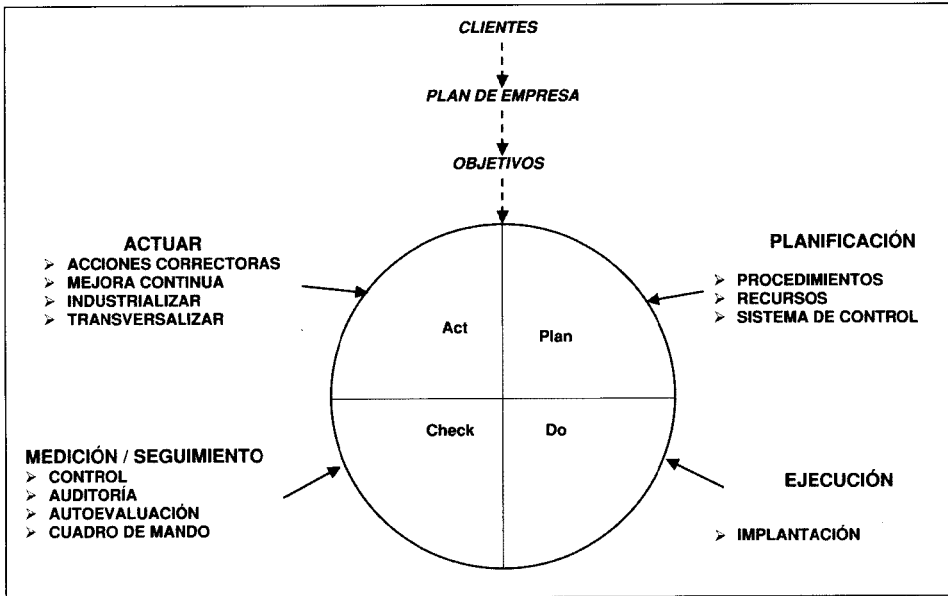 CLIENTES
PLAN DE EMPRESA
OBJETIVOS
ACTUAR
ACCIONES CORRECTORAS
MEJORA CONTINUA
INDUSTRIALIZAR
TRANSVERSALIZAR
PLANIFICACIÓN
PROCEDIMIENTOS
RECURSOS
SISTEMA DE CONTROL
Act
Plan
Check
Do
MEDICIÓN / SEGUIMIENTO
CONTROL
AUDITORÍA
AUTOEVALUACIÓN
CUADRO DE MANDO
EJECUCIÓN
IMPLANTACIÓN